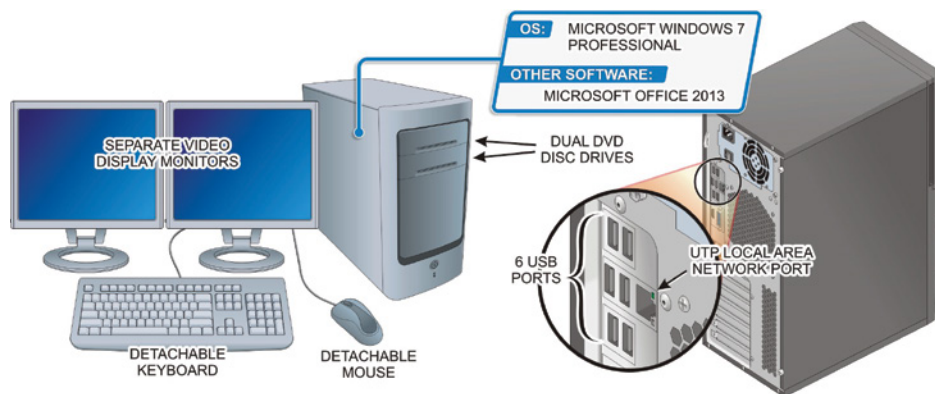 OS: MICROSOFT WINDOWS 7
PROFESSIONAL
OTHER SOFTWARE:
MICROSOFT OFFICE 2013
SEPARATE VIDEO
DISPLAY MONITORS
DUAL DVD
DISC DRIVES
6 USB
PORTS
UTP LOCAL AREA
NETWORK PORT
DETACHABLE
KEYBOARD
DETACHABLE
MOUSE